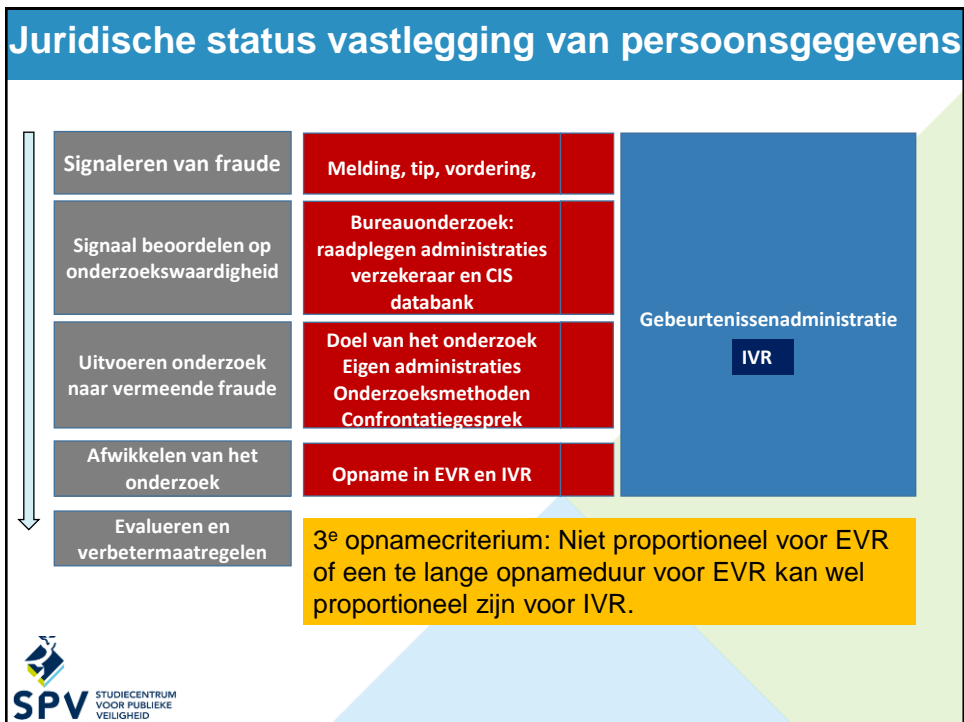 Juridische status vastlegging van persoonsgegevens
Signaleren van fraude
Melding, tip, vordering,
Signaal beoordelen op
onderzoekswaardigheid
Bureauonderzoek:
raadplegen administraties
verzekeraar en CIS
databank
Uitvoeren onderzoek
naar vermeende fraude
Doel van het onderzoek
Eigen administraties
Onderzoeksmethoden
Confrontatiegesprek
Afwikkelen van het
onderzoek
Opname in EVR en IVR
Gebeurtenissenadministratie
IVR
Evalueren en
verbetermaatregelen
3e opnamecriterium: Niet proportioneel voor EVR
of een te lange opnameduur voor EVR kan wel
proportioneel zijn voor IVR.
SPV
STUDIECENTRUM
VOOR PUBLIEKE
VEILIGHEID